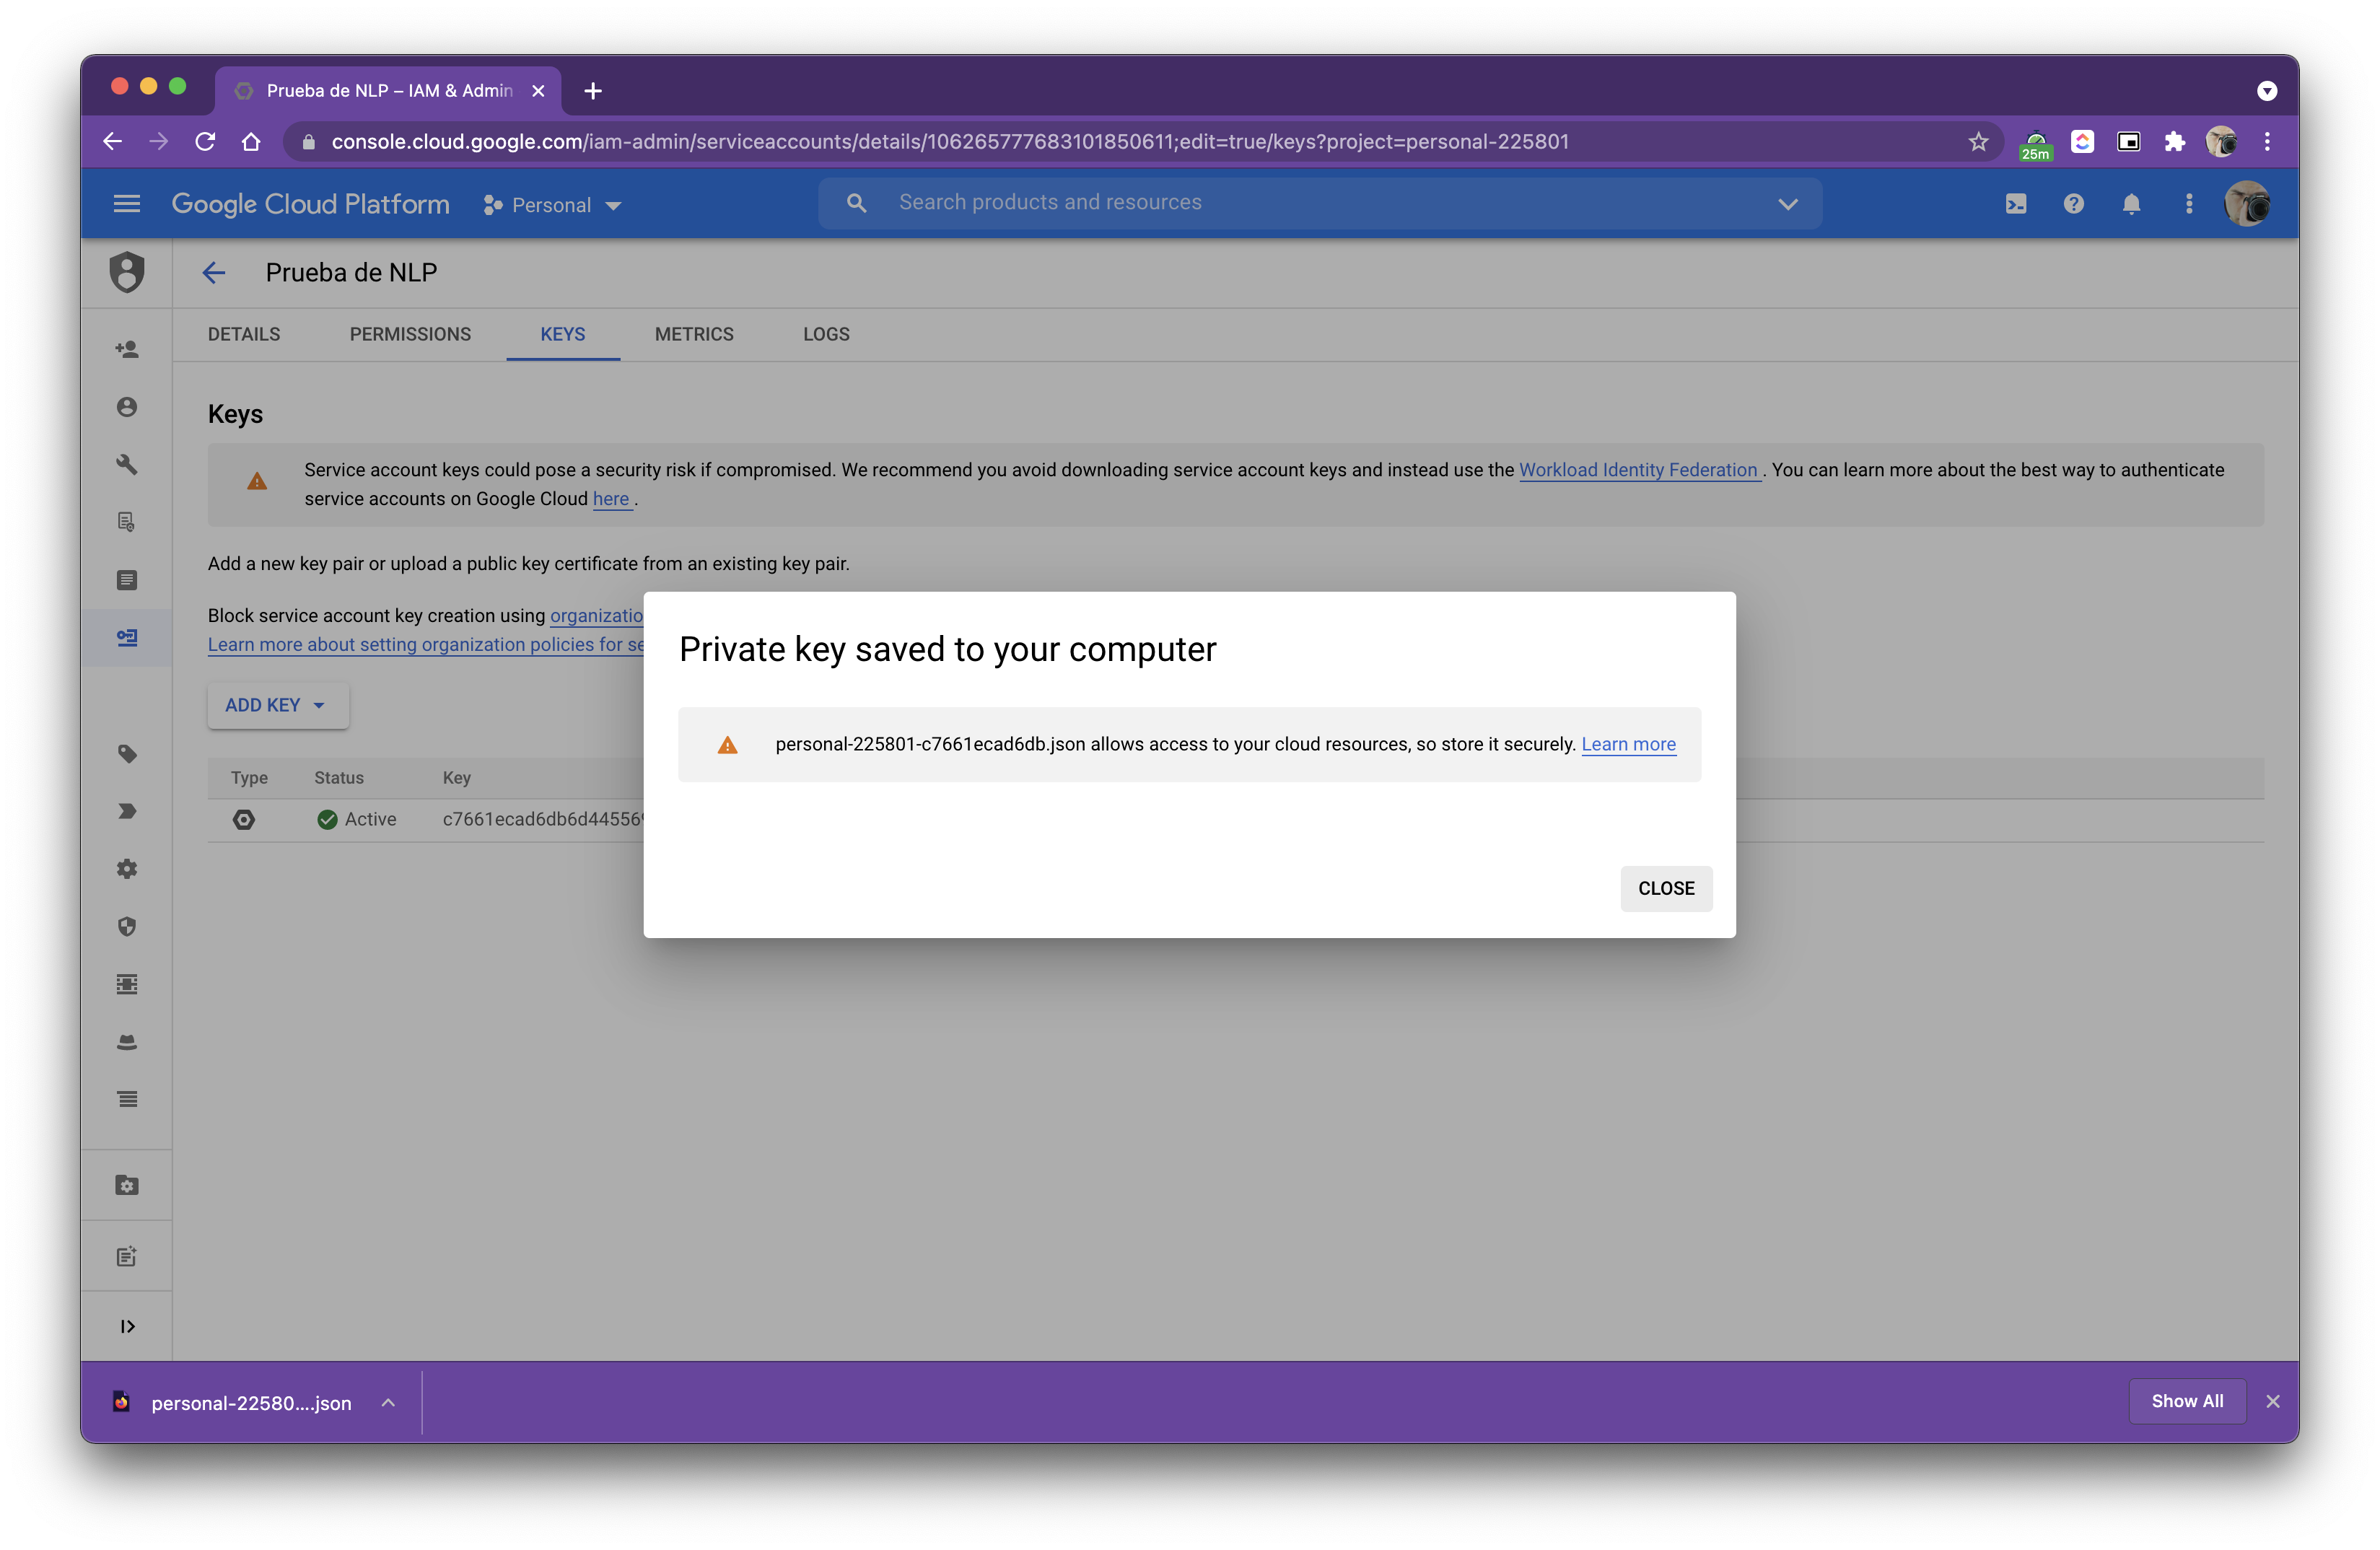 Prueba de NLP – IAM & Admin
console.cloud.google.com/iam-admin/serviceaccounts/details/106265777683101850611;edit=true/keys?project=personal-225801
25m
Google Cloud Platform
Personal
Search products and resources
Prueba de NLP
DETAILS
PERMISSIONS
KEYS
METRICS
LOGS
Keys
Service account keys could pose a security risk if compromised. We recommend you avoid downloading service account keys and instead use the Workload Identity Federation . You can learn more about the best way to authenticate
service accounts on Google Cloud here .
Add a new key pair or upload a public key certificate from an existing key pair.
Block service account key creation using organizatio
Learn more about setting organization policies for se
ADD KEY
Type Status Key
Active c7661ecad6db6d44556
Private key saved to your computer
personal-225801-c7661ecad6db.json allows access to your cloud resources, so store it securely. Learn more
CLOSE
personal-22580....json
Show All